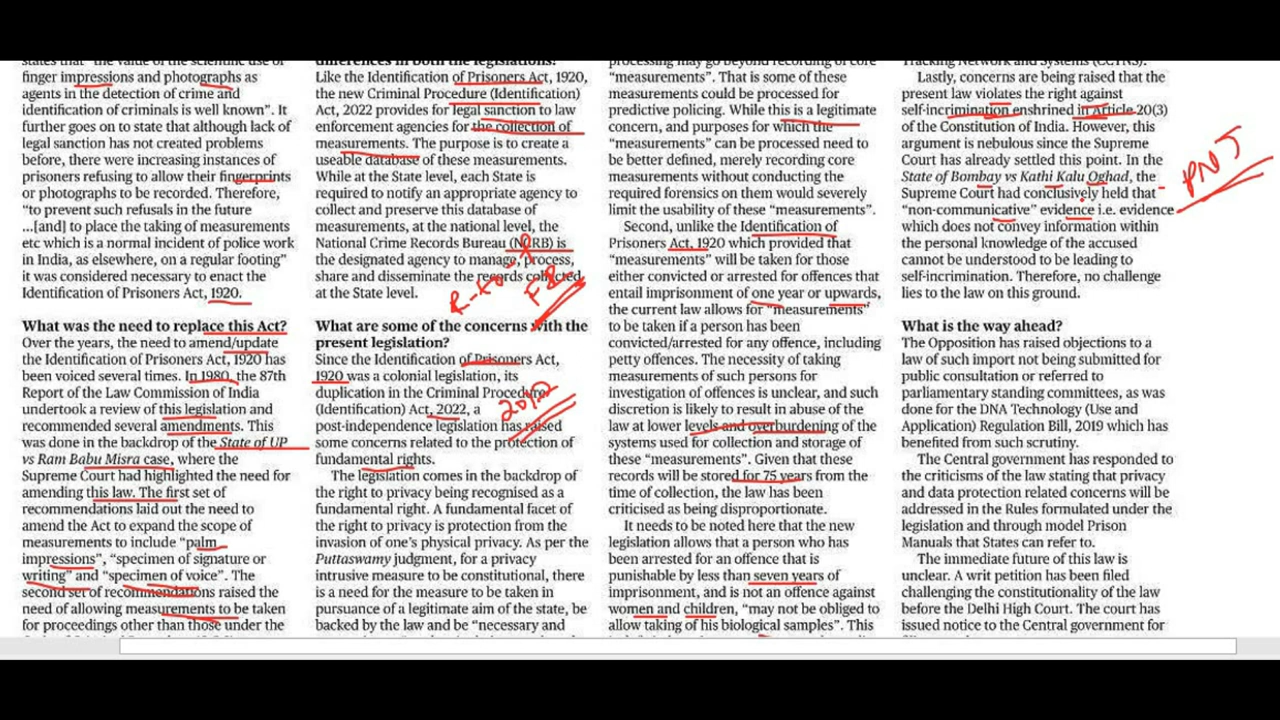 states that "the value of the scientific use of
finger impressions and photographs as
agents in the detection of crime and
identification of criminals is well known". It
further goes on to state that although lack of
legal sanction has not created problems
before, there were increasing instances of
prisoners refusing to allow their fingerprints
or photographs to be recorded. Therefore,
"to prevent such refusals in the future
...[and] to place the taking of measurements
etc which is a normal incident of police work
in India, as elsewhere, on a regular footing"
it was considered necessary to enact the
Identification of Prisoners Act, 1920.
What was the need to replace this Act?
Over the years, the need to amend/update
the Identification of Prisoners Act, 1920 has
been voiced several times. In 1980, the 87th
Report of the Law Commission of India
undertook a review of this legislation and
recommended several amendments. This
was done in the backdrop of the State of UP
vs Ram Babu Misra case, where the
Supreme Court had highlighted the need for
amending this law. The first set of
recommendations laid out the need to
amend the Act to expand the scope of
measurements to include "palm
impressions", "specimen of signature or
writing" and "specimen of voice". The
second set of recommendations raised the
need of allowing measurements to be taken
for proceedings other than those under the
differences in both the legislations?
Like the Identification of Prisoners Act, 1920,
the new Criminal Procedure (Identification)
Act, 2022 provides for legal sanction to law
enforcement agencies for the collection of
measurements. The purpose is to create a
useable database of these measurements.
While at the State level, each State is
required to notify an appropriate agency to
collect and preserve this database of
measurements, at the national level, the
National Crime Records Bureau (NCRB) is
the designated agency to manage, process,
share and disseminate the records collected
at the State level.
What are some of the concerns with the
present legislation?
Since the Identification of Prisoners Act,
1920 was a colonial legislation, its
duplication in the Criminal Procedure
(Identification) Act, 2022, a
post-independence legislation has raised
some concerns related to the protection of
fundamental rights.
The legislation comes in the backdrop of
the right to privacy being recognised as a
fundamental right. A fundamental facet of
the right to privacy is protection from the
invasion of one's physical privacy. As per the
Puttaswamy judgment, for a privacy
intrusive measure to be constitutional, there
is a need for the measure to be taken in
pursuance of a legitimate aim of the state, be
backed by the law and be "necessary and
R-to-P
FR
2012
processing may go beyond recording of core
"measurements". That is some of these
measurements could be processed for
predictive policing. While this is a legitimate
concern, and purposes for which the
"measurements" can be processed need to
be better defined, merely recording core
measurements without conducting the
required forensics on them would severely
limit the usability of these "measurements".
Second, unlike the Identification of
Prisoners Act, 1920 which provided that
"measurements" will be taken for those
either convicted or arrested for offences that
entail imprisonment of one year or upwards,
the current law allows for "measurements"
to be taken if a person has been
convicted/arrested for any offence, including
petty offences. The necessity of taking
measurements of such persons for
investigation of offences is unclear, and such
discretion is likely to result in abuse of the
law at lower levels and overburdening of the
systems used for collection and storage of
these "measurements". Given that these
records will be stored for 75 years from the
time of collection, the law has been
criticised as being disproportionate.
It needs to be noted here that the new
legislation allows that a person who has
been arrested for an offence that is
punishable by less than seven years of
imprisonment, and is not an offence against
women and children, "may not be obliged to
allow taking of his biological samples". This
Tracking Network and Systems (CCTNS).
Lastly, concerns are being raised that the
present law violates the right against
self-incrimination enshrined in Article 20(3)
of the Constitution of India. However, this
argument is nebulous since the Supreme
Court has already settled this point. In the
State of Bombay vs Kathi Kalu Oghad, the
Supreme Court had conclusively held that
"non-communicative" evidence i.e. evidence
which does not convey information within
the personal knowledge of the accused
cannot be understood to be leading to
self-incrimination. Therefore, no challenge
lies to the law on this ground.
What is the way ahead?
The Opposition has raised objections to a
law of such import not being submitted for
public consultation or referred to
parliamentary standing committees, as was
done for the DNA Technology (Use and
Application) Regulation Bill, 2019 which has
benefited from such scrutiny.
The Central government has responded to
the criticisms of the law stating that privacy
and data protection related concerns will be
addressed in the Rules formulated under the
legislation and through model Prison
Manuals that States can refer to.
The immediate future of this law is
unclear. A writ petition has been filed
challenging the constitutionality of the law
before the Delhi High Court. The court has
issued notice to the Central government for
PNJ